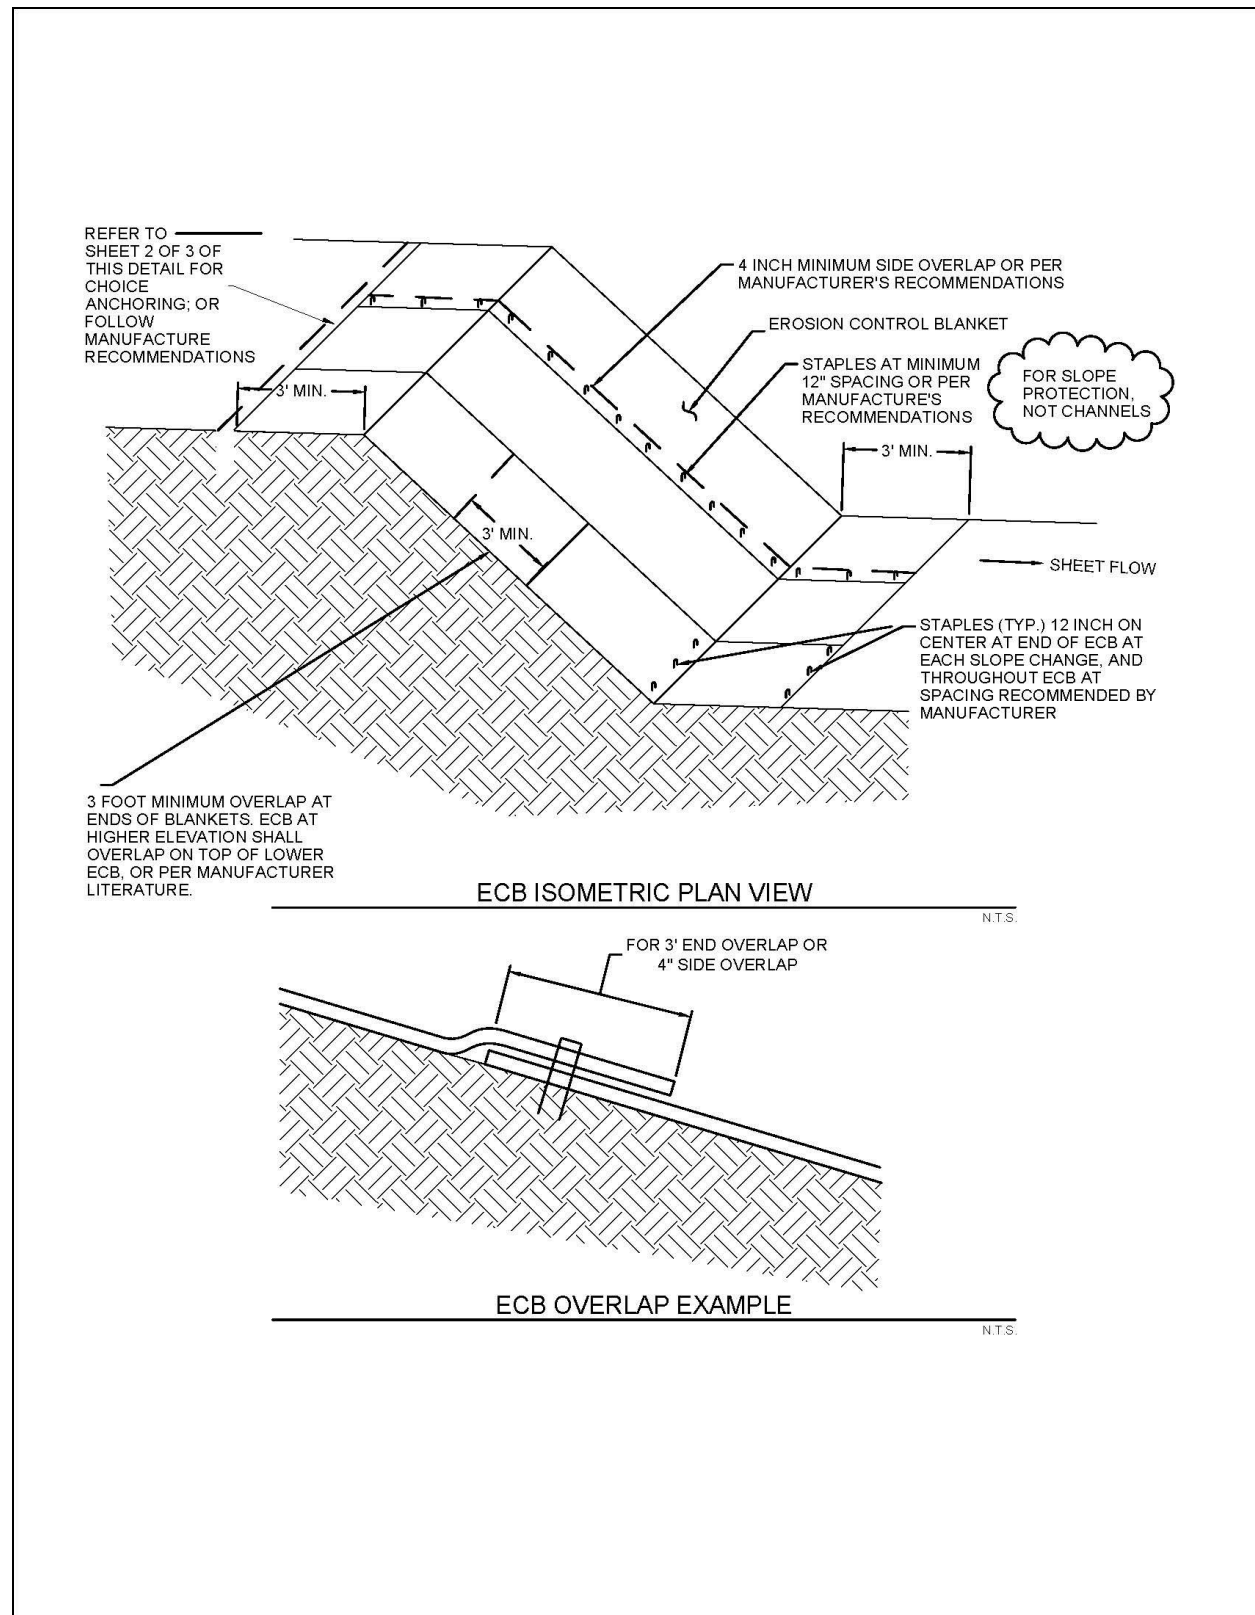 REFER TO
SHEET 2 OF 3 OF
THIS DETAIL FOR
CHOICE
ANCHORING; OR
FOLLOW
MANUFACTURE
RECOMMENDATIONS
3' MIN.
4 INCH MINIMUM SIDE OVERLAP OR PER
MANUFACTURER'S RECOMMENDATIONS
EROSION CONTROL BLANKET
STAPLES AT MINIMUM
12" SPACING OR PER
MANUFACTURE'S
RECOMMENDATIONS
FOR SLOPE
PROTECTION,
NOT CHANNELS
3' MIN.
3' MIN.
SHEET FLOW
STAPLES (TYP.) 12 INCH ON
CENTER AT END OF ECB AT
EACH SLOPE CHANGE, AND
THROUGHOUT ECB AT
SPACING RECOMMENDED BY
MANUFACTURER
3 FOOT MINIMUM OVERLAP AT
ENDS OF BLANKETS. ECB AT
HIGHER ELEVATION SHALL
OVERLAP ON TOP OF LOWER
ECB, OR PER MANUFACTURER
LITERATURE.
ECB ISOMETRIC PLAN VIEW
N.T.S.
FOR 3' END OVERLAP OR
4" SIDE OVERLAP
ECB OVERLAP EXAMPLE
N.T.S.